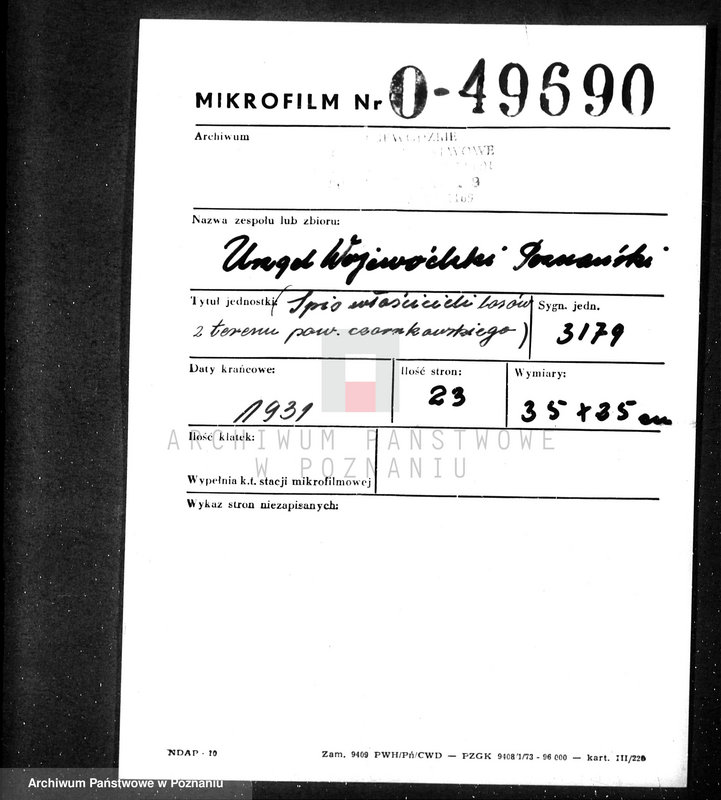 MIKROFILM Nr 0-49690
Archiwum
Nazwa zespołu lub zbioru:
Urząd Wojewódzki Poznański
Tytuł jednostki: (Spis właścicieli lasów
z terenu pow. czarnkowskiego)
Sygn. jedn.
3179
Daty krańcowe:
1931
Ilość stron:
23
Wymiary:
35 x 25 cm
Ilość klatek:
ARCHIWUM PAŃSTWOWE
W POZNANIU
Wypełnia k.t. stacji mikrofilmowej
Wykaz stron niezapisanych:
NDAP - 10
Zam. 9409 PWH/Pń/CWD — PZGK 9408/1/73 - 96 000 — kart. III/220
Archiwum Państwowe w Poznaniu